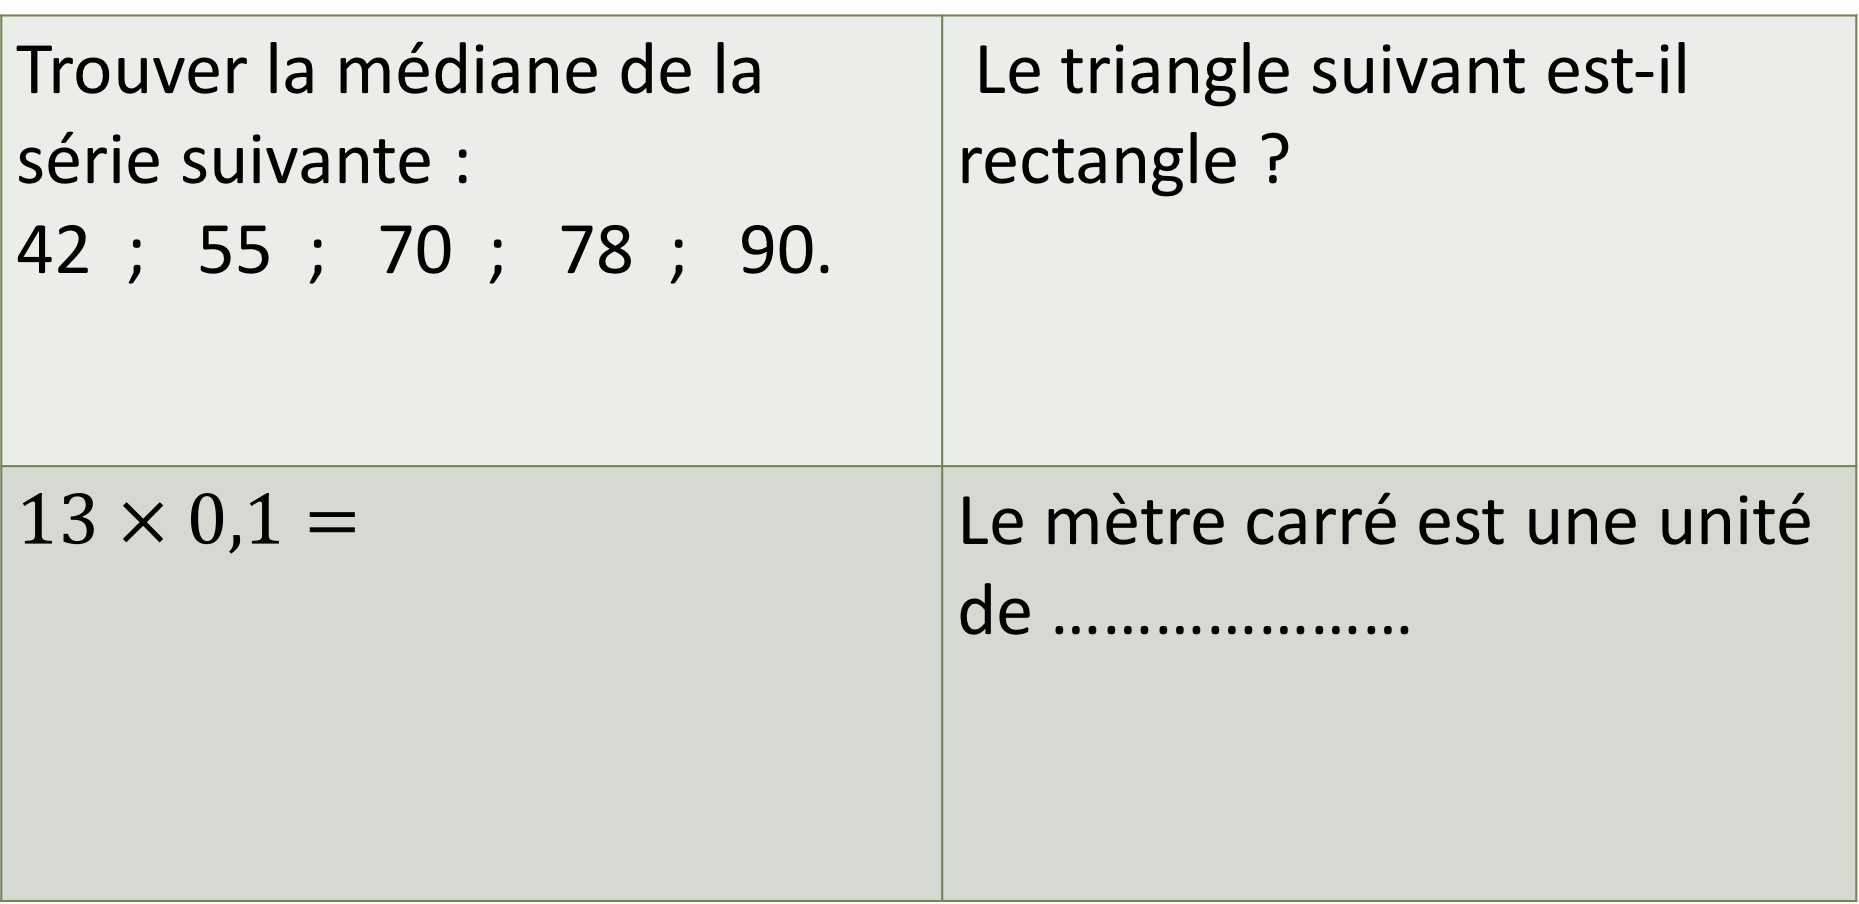 Trouver la médiane de la
série suivante :
42 ; 55 ; 70 ; 78 ; 90.
Le triangle suivant est-il
rectangle ?
13 × 0,1 =
Le mètre carré est une unité
de …………………